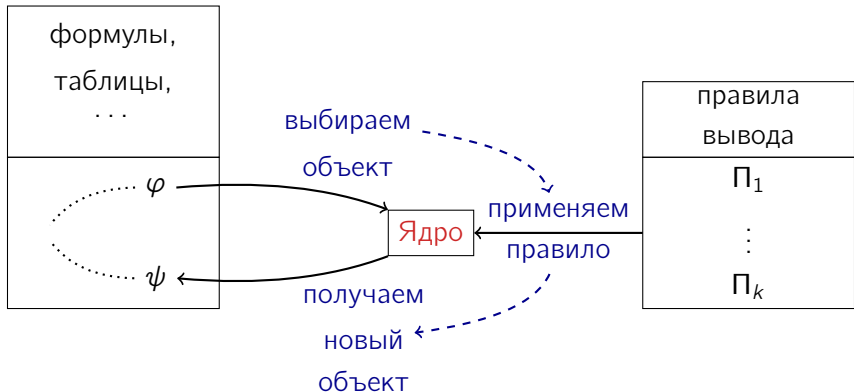 формулы,
таблицы,
...
φ
ψ
выбираем
объект
Ядро
получаем
новый
объект
применяем
правило
правила
вывода
Π₁
⋮
Πₖ